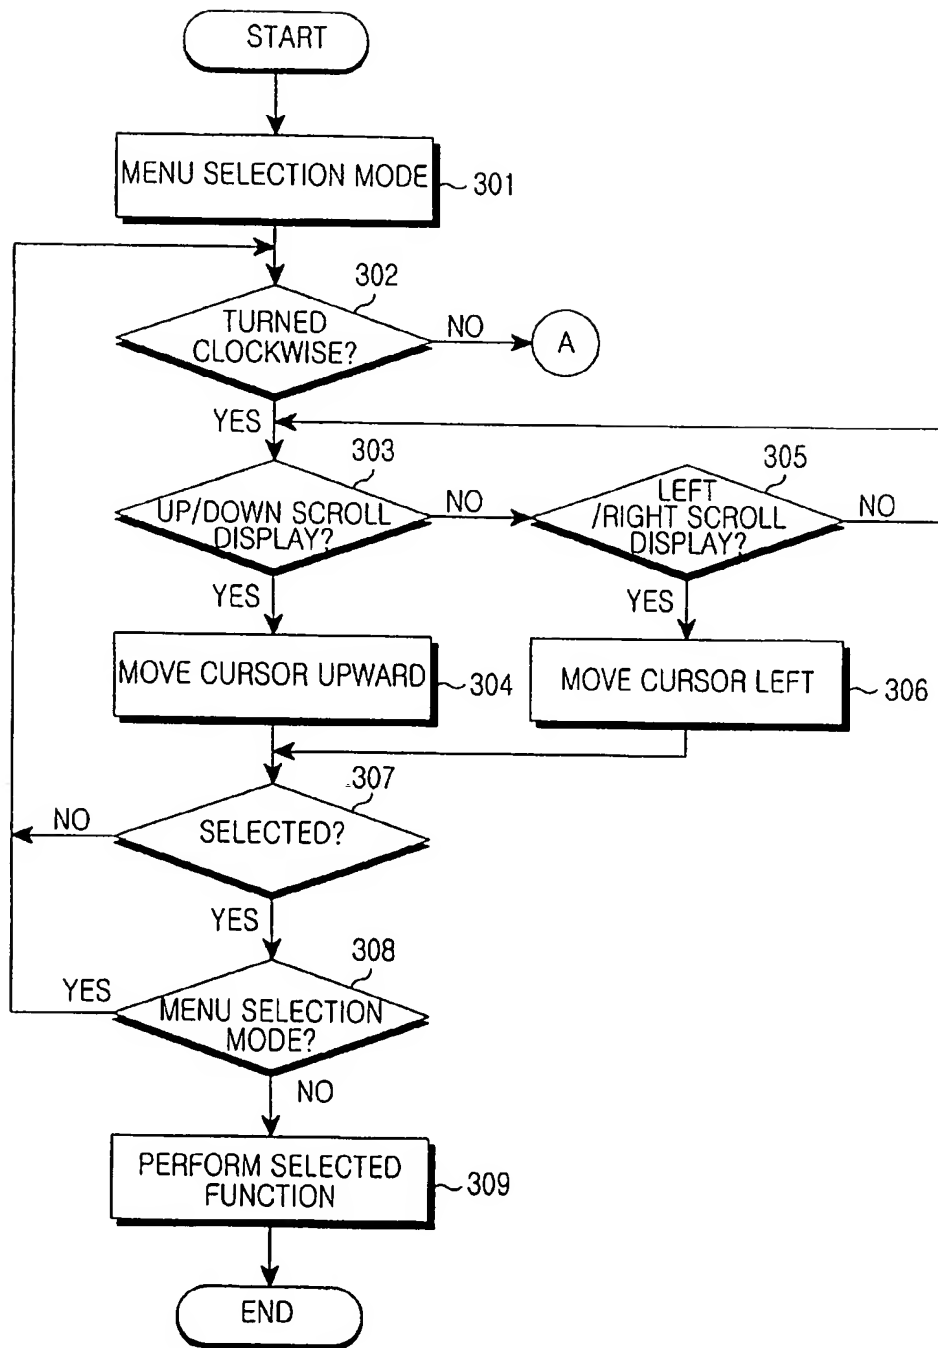 START
MENU SELECTION MODE
301
302
TURNED
CLOCKWISE?
NO
A
YES
303
UP/DOWN SCROLL
DISPLAY?
NO
305
LEFT
/RIGHT SCROLL
DISPLAY?
NO
YES
YES
MOVE CURSOR UPWARD
304
MOVE CURSOR LEFT
306
307
SELECTED?
NO
YES
308
MENU SELECTION
MODE?
YES
NO
PERFORM SELECTED
FUNCTION
309
END